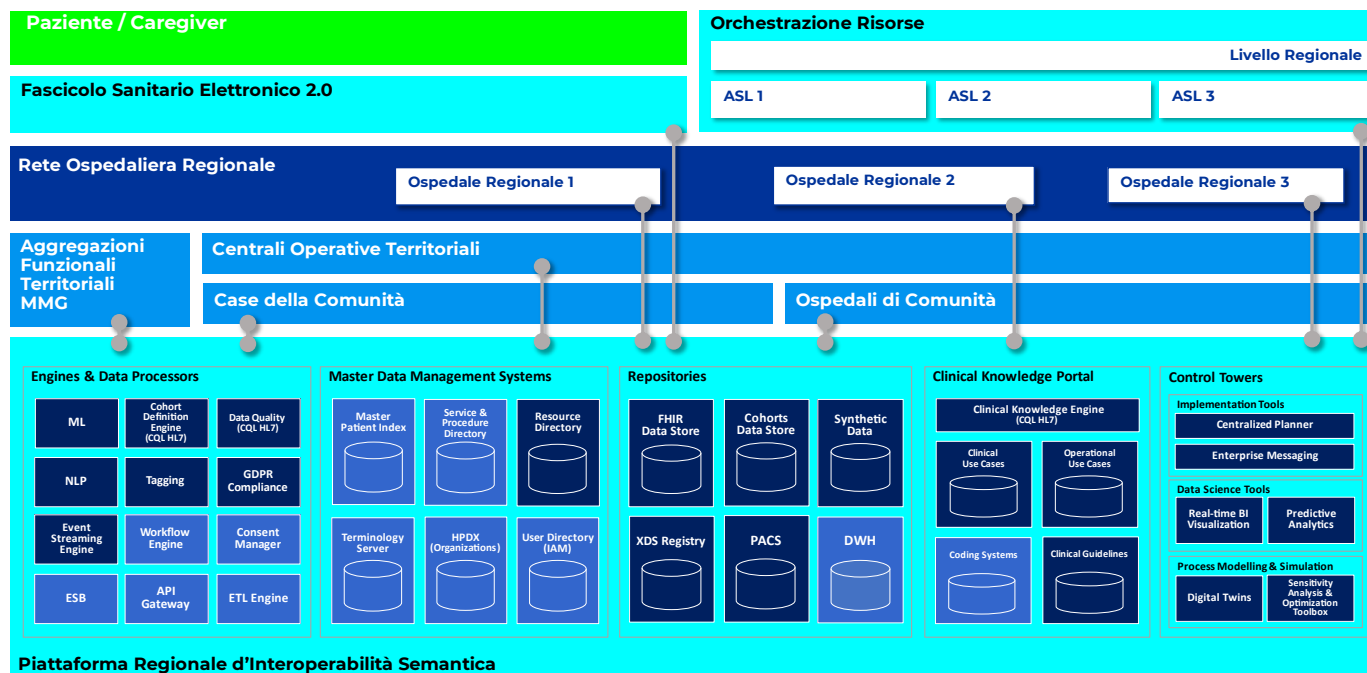 Paziente / Caregiver
Orchestrazione Risorse
Livello Regionale
Fascicolo Sanitario Elettronico 2.0
ASL 1
ASL 2
ASL 3
Rete Ospedaliera Regionale
Ospedale Regionale 1
Ospedale Regionale 2
Ospedale Regionale 3
Aggregazioni
Funzionali
Territoriali
MMG
Centrali Operative Territoriali
Case della Comunità
Ospedali di Comunità
Engines & Data Processors
ML
Cohort
Definition
Engine
(CQL HL7)
Data Quality
(CQL HL7)
NLP
Tagging
GDPR
Compliance
Event
Streaming
Engine
Workflow
Engine
Consent
Manager
ESB
API
Gateway
ETL Engine
Master Data Management Systems
Master
Patient Index
Service &
Procedure
Directory
Resource
Directory
Terminology
Server
HPDX
(Organizations)
User Directory
(IAM)
Repositories
FHIR
Data Store
Cohorts
Data Store
Synthetic
Data
XDS Registry
PACS
DWH
Clinical Knowledge Portal
Clinical Knowledge Engine
(CQL HL7)
Clinical
Use Cases
Operational
Use Cases
Coding Systems
Clinical Guidelines
Control Towers
Implementation Tools
Centralized Planner
Enterprise Messaging
Data Science Tools
Real-time BI
Visualization
Predictive
Analytics
Process Modelling & Simulation
Digital Twins
Sensitivity
Analysis &
Optimization
Toolbox
Piattaforma Regionale d’Interoperabilità Semantica